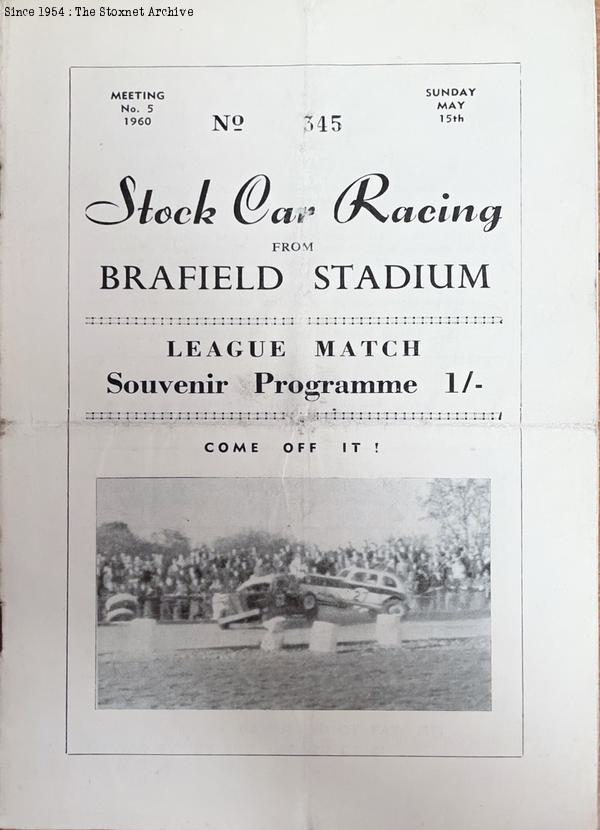 Since 1954 : The Stoxnet Archive
MEETING
No. 5
1960
SUNDAY
MAY
15th
Nº 345
Stock Car Racing
FROM
BRAFIELD STADIUM
LEAGUE MATCH
Souvenir Programme 1/-
COME OFF IT !
27